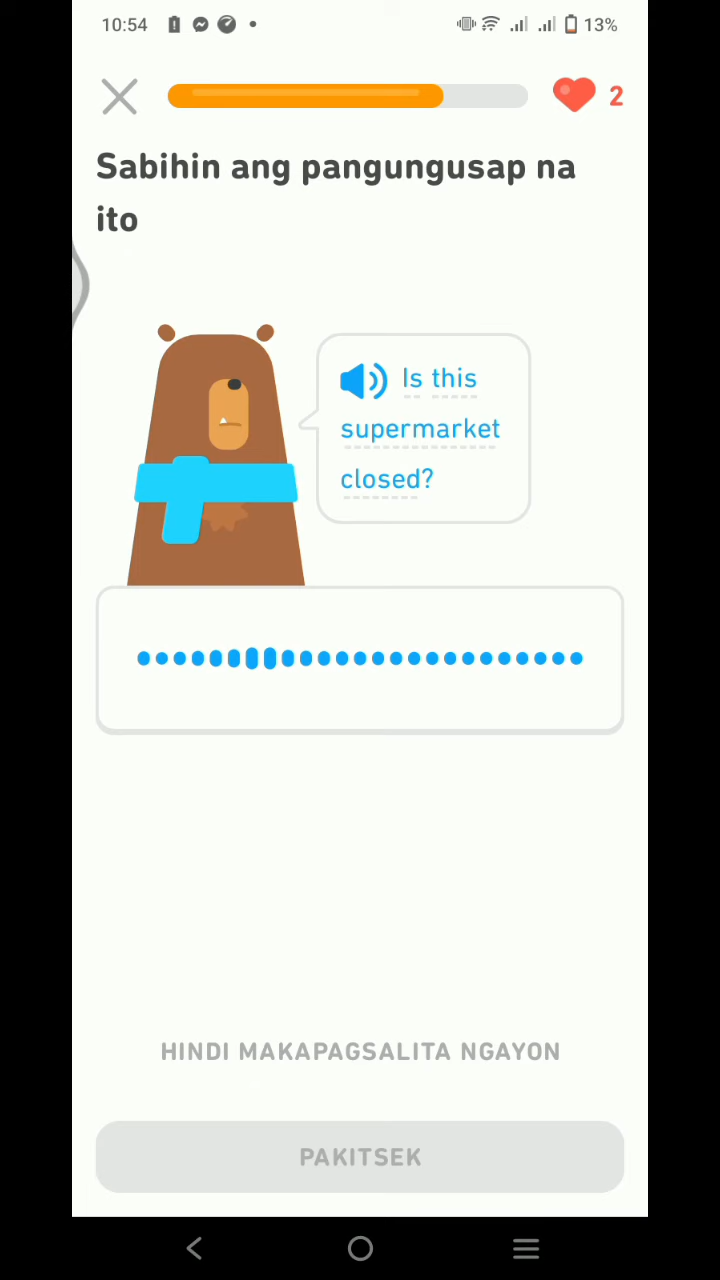 10:54
13%
2
Sabihin ang pangungusap na
ito
Is this
supermarket
closed?
HINDI MAKAPAGSALITA NGAYON
PAKITSEK